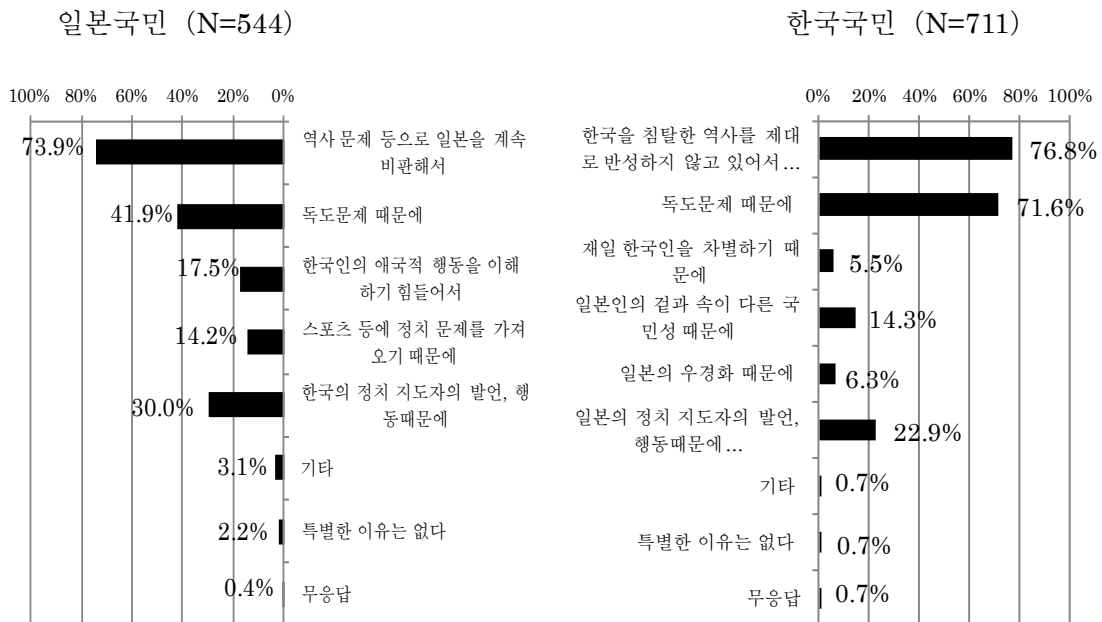 일본국민 (N=544)
100% 80% 60% 40% 20% 0%
73.9%
역사 문제 등으로 일본을 계속
비판해서
41.9%
독도문제 때문에
17.5%
한국인의 애국적 행동을 이해
하기 힘들어서
14.2%
스포츠 등에 정치 문제를 가져
오기 때문에
30.0%
한국의 정치 지도자의 발언, 행
동때문에
3.1%
기타
2.2%
특별한 이유는 없다
0.4%
무응답
한국국민 (N=711)
0% 20% 40% 60% 80% 100%
한국을 침탈한 역사를 제대
로 반성하지 않고 있어서...
76.8%
독도문제 때문에
71.6%
재일 한국인을 차별하기 때
문에
5.5%
일본인의 겉과 속이 다른 국
민성 때문에
14.3%
일본의 우경화 때문에
6.3%
일본의 정치 지도자의 발언,
행동때문에...
22.9%
기타
0.7%
특별한 이유는 없다
0.7%
무응답
0.7%